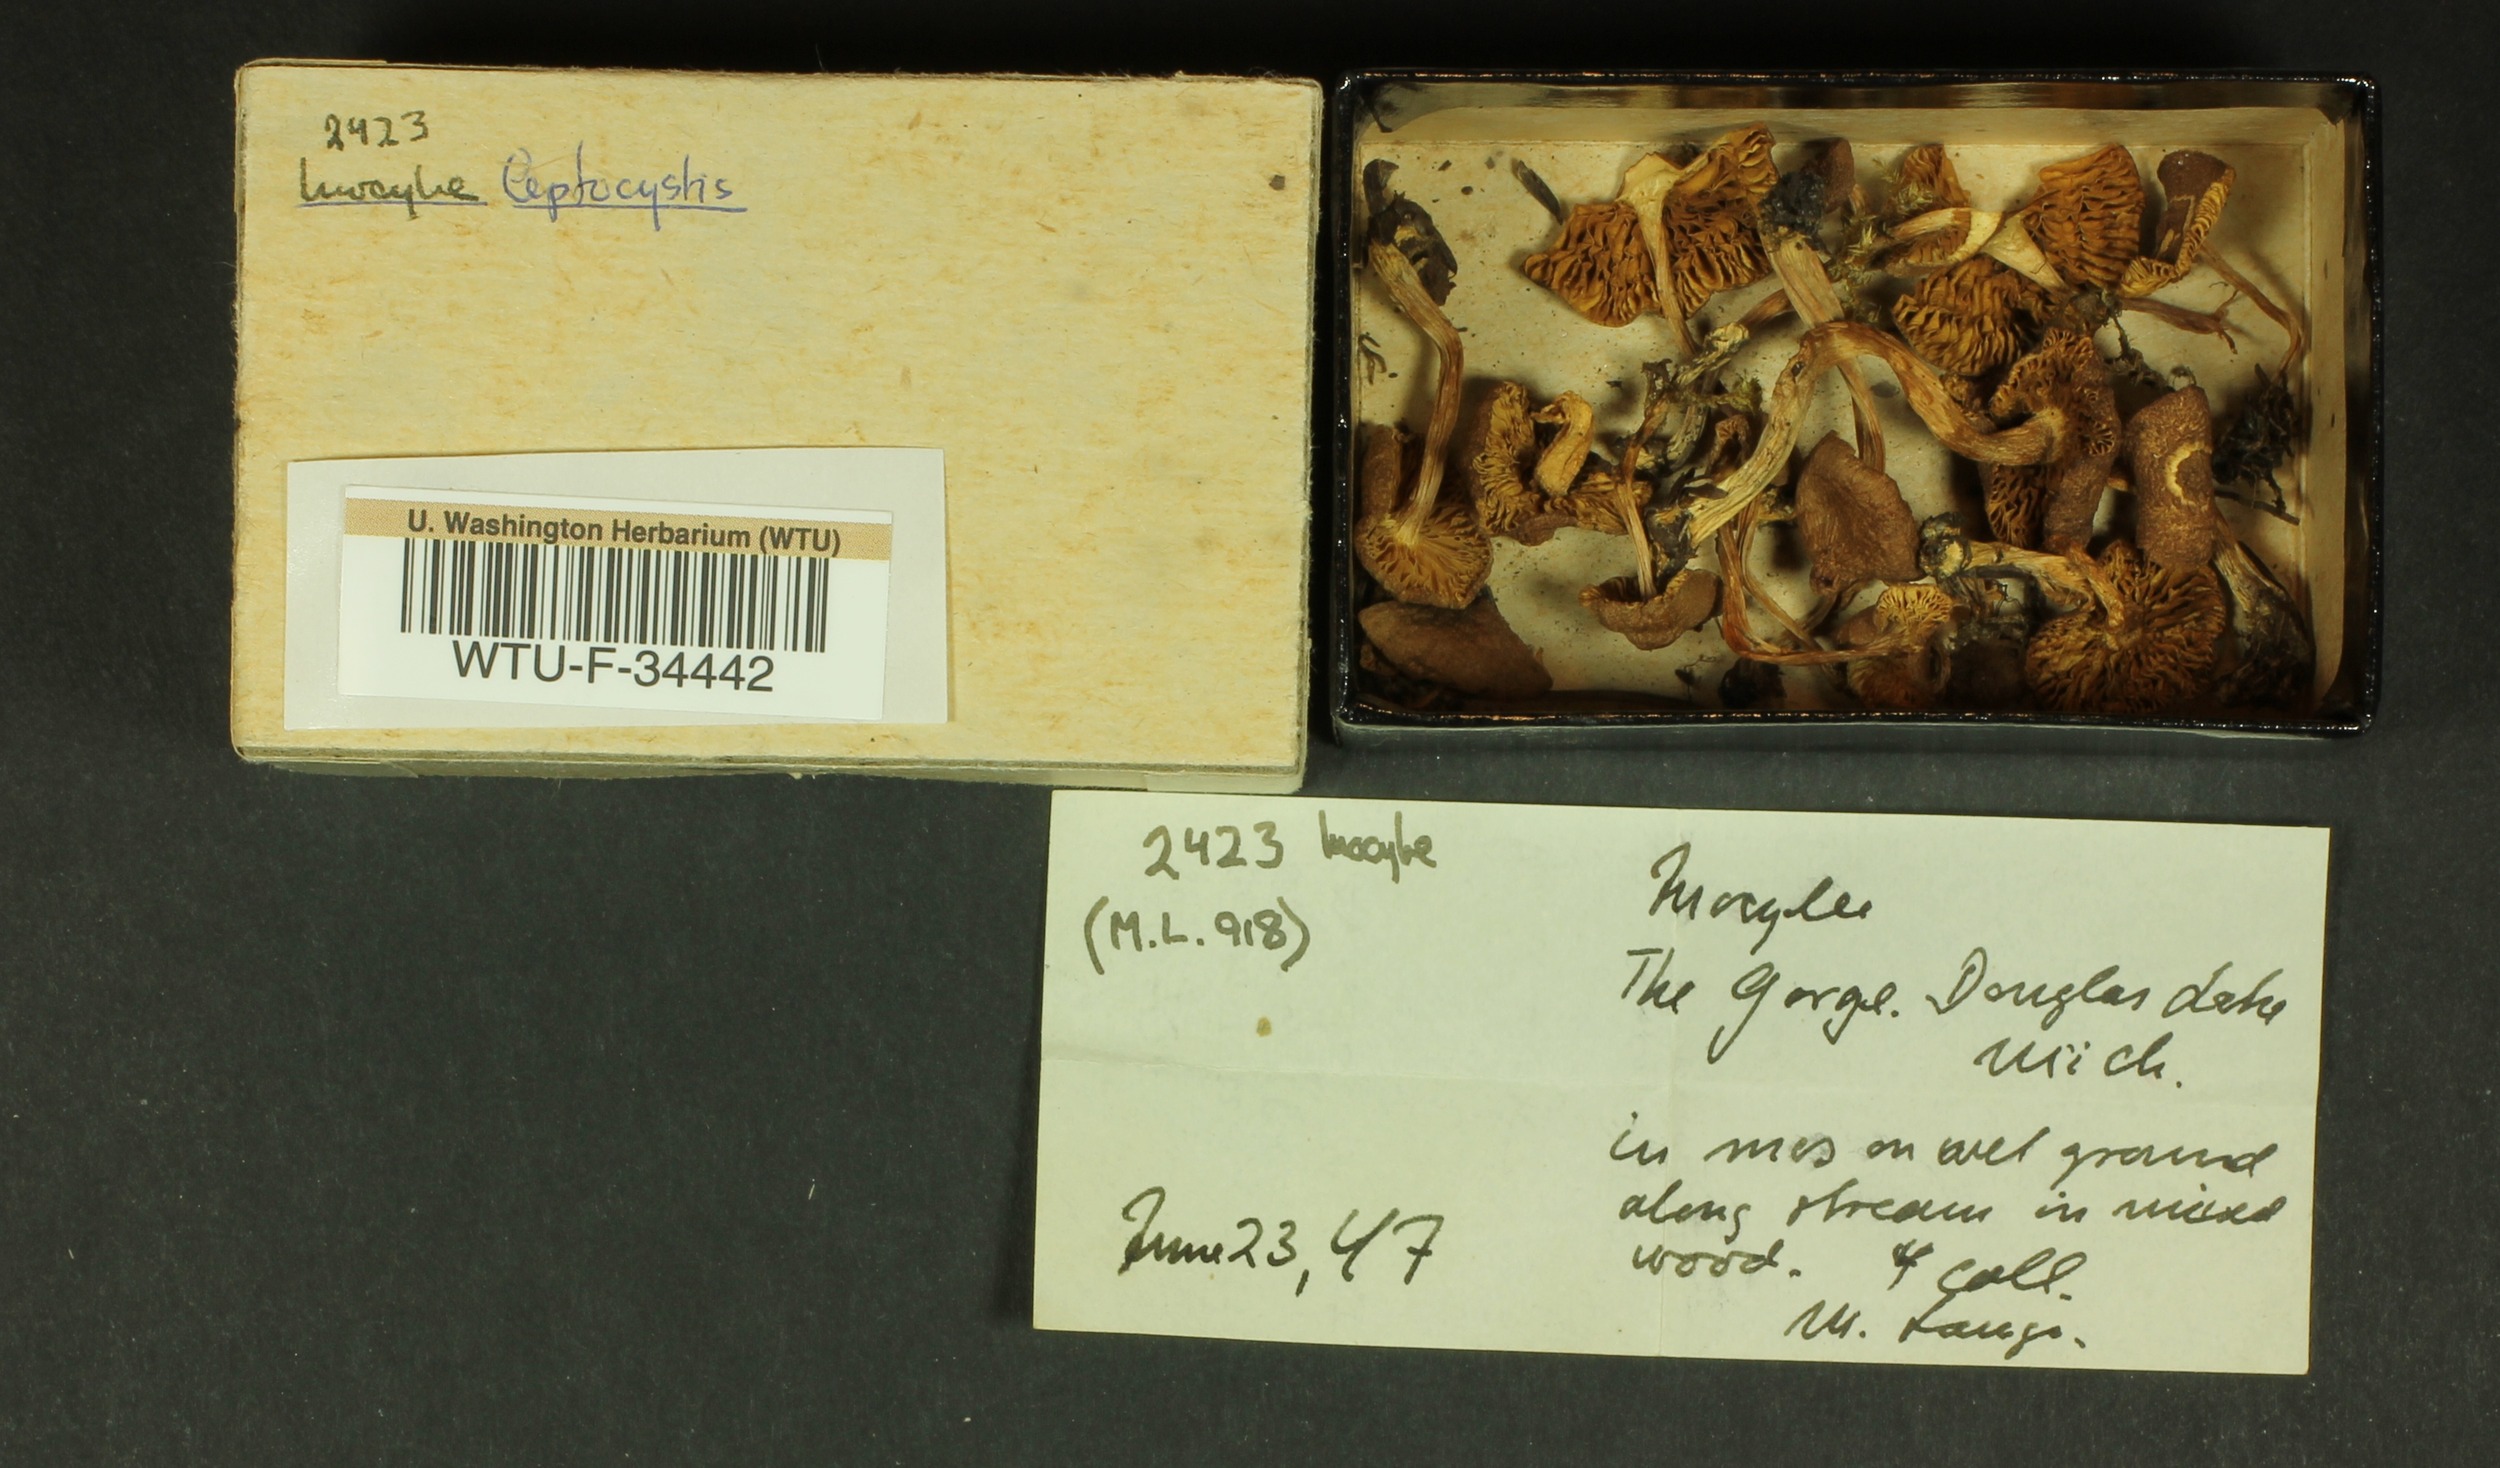 2423
Inocybe leptocystis
U. Washington Herbarium (WTU)
WTU-F-34442
2423 Inocybe
(M.L. 918)
June 23, 47
Inocybe
The Gorge. Douglas Lake
Mich.
in mos on wet ground
along stream in mixed
wood. 4 coll.
M. Lange.